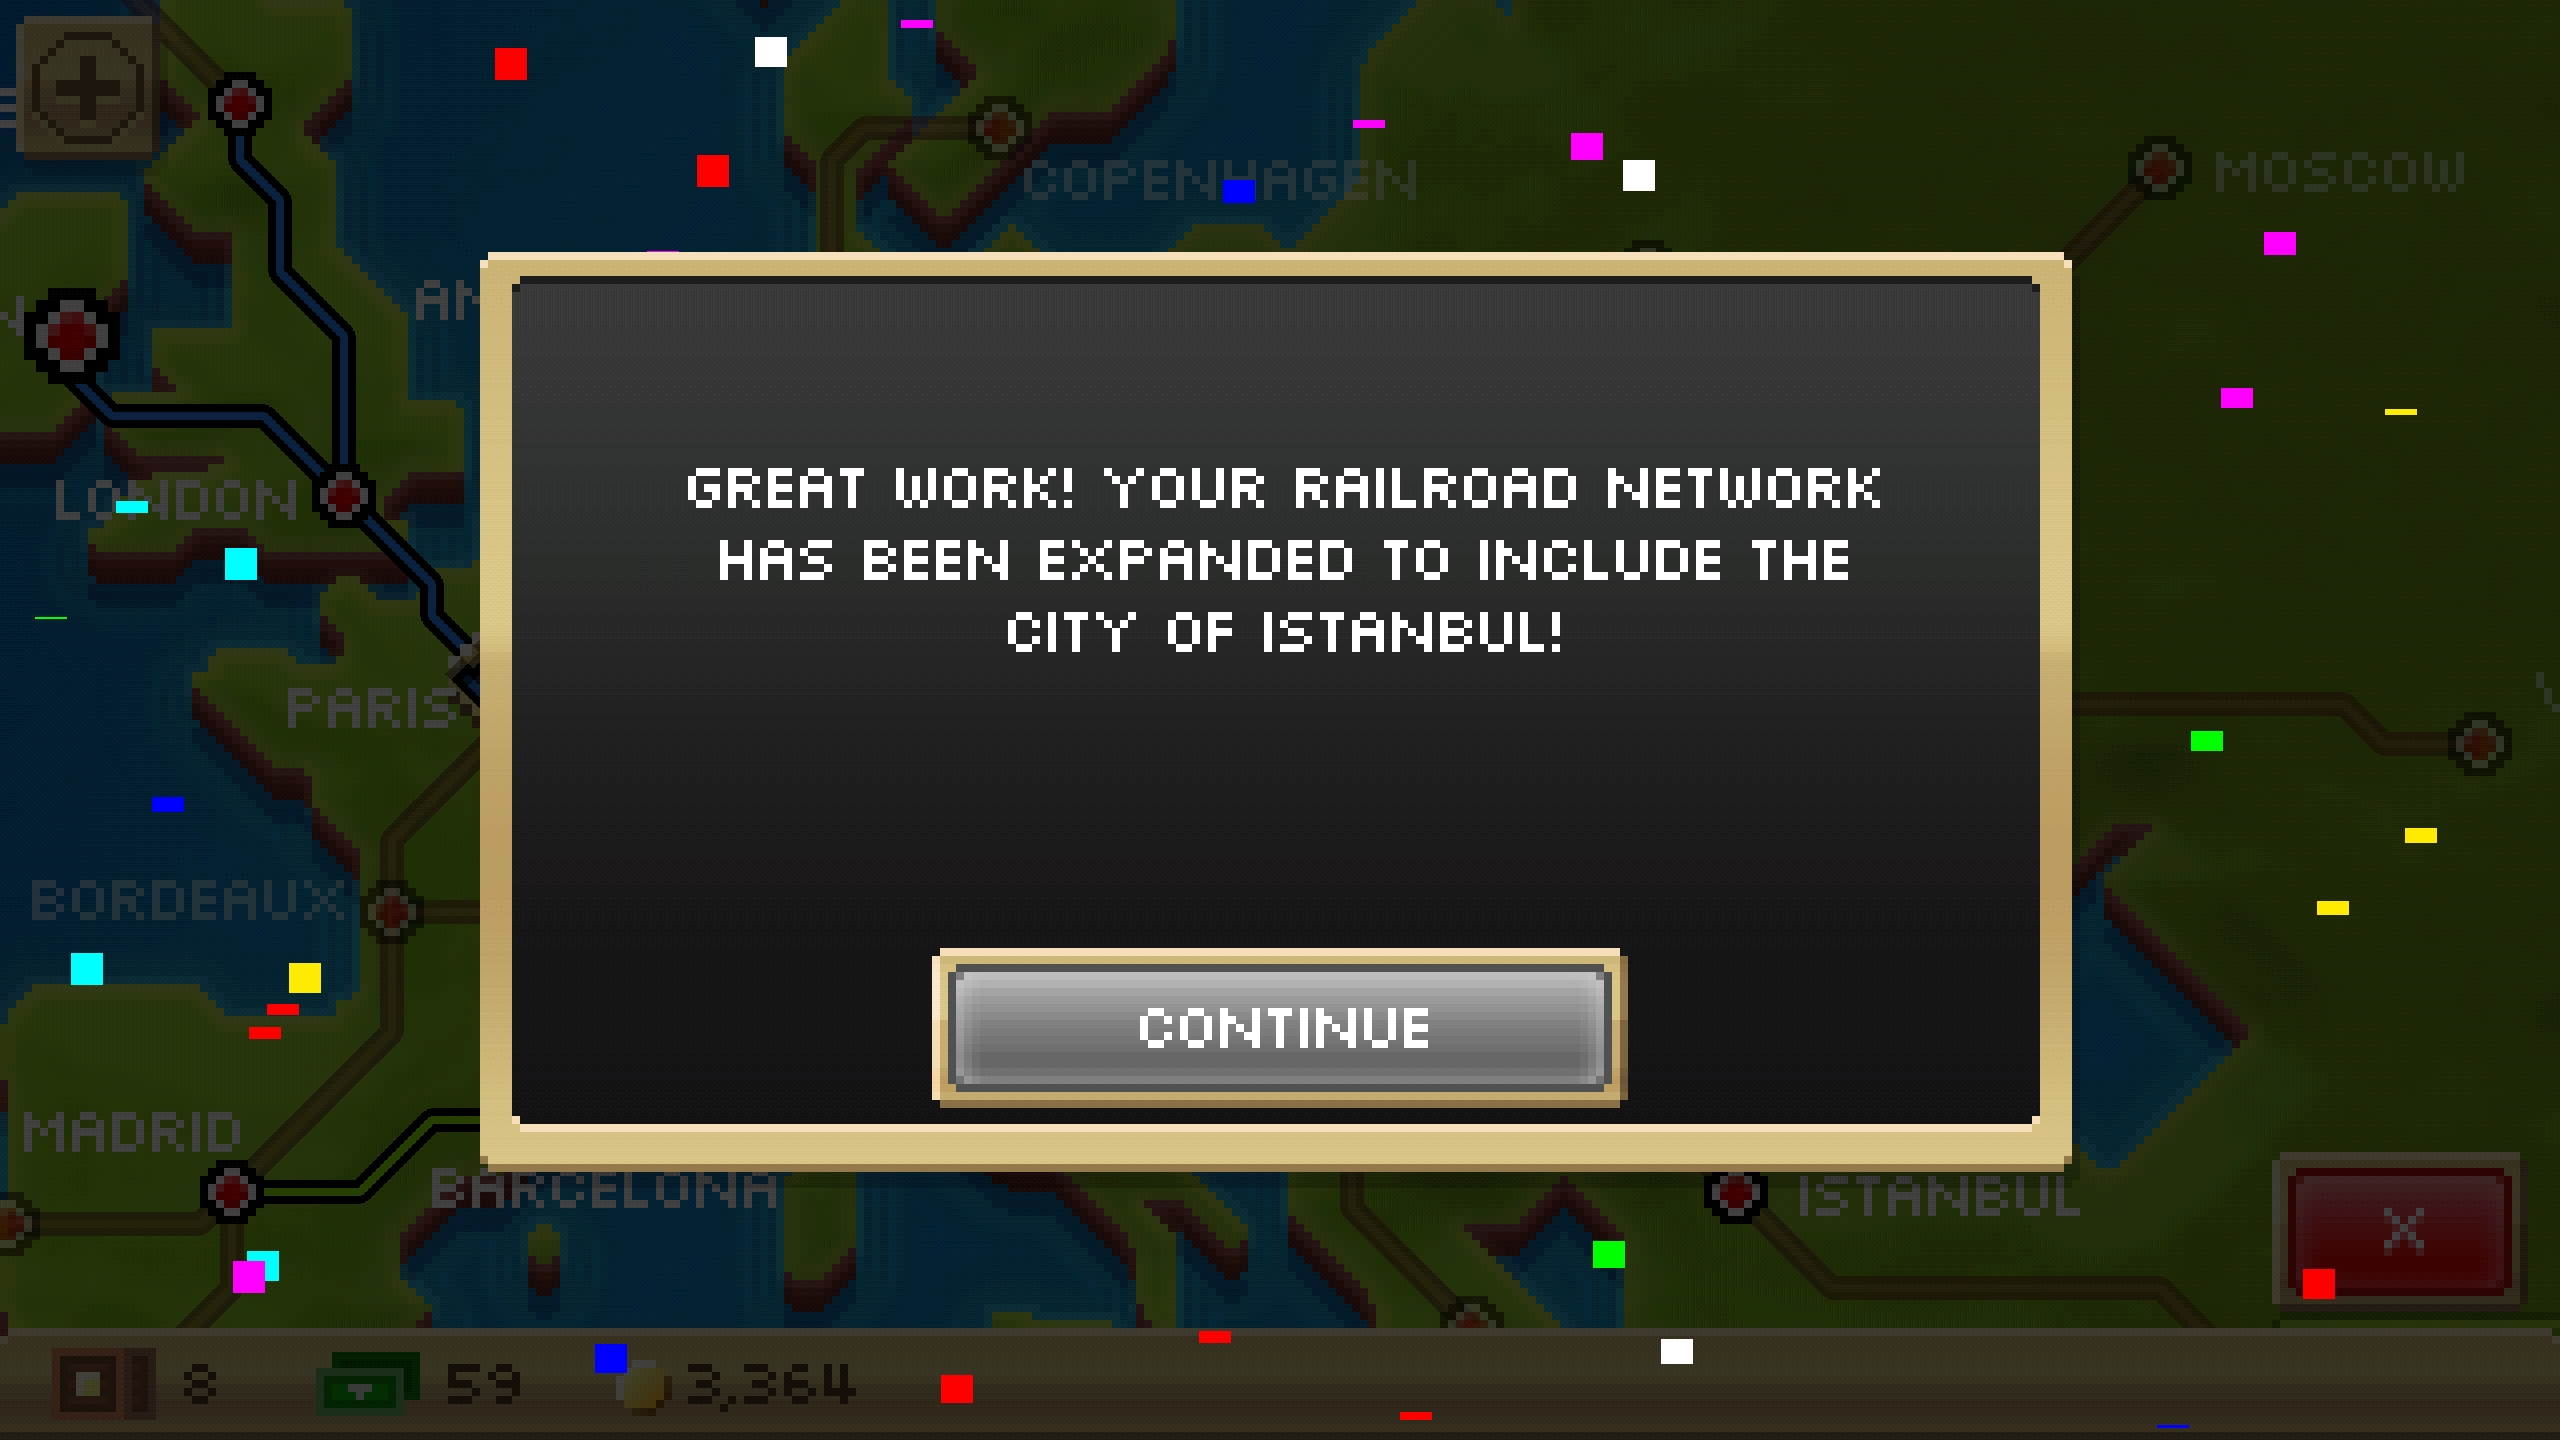 COPENHAGEN
MOSCOW
LONDON
GREAT WORK! YOUR RAILROAD NETWORK
HAS BEEN EXPANDED TO INCLUDE THE
CITY OF ISTANBUL!
PARIS
BORDEAUX
CONTINUE
MADRID
BARCELONA
ISTANBUL
X
8
59
3,364